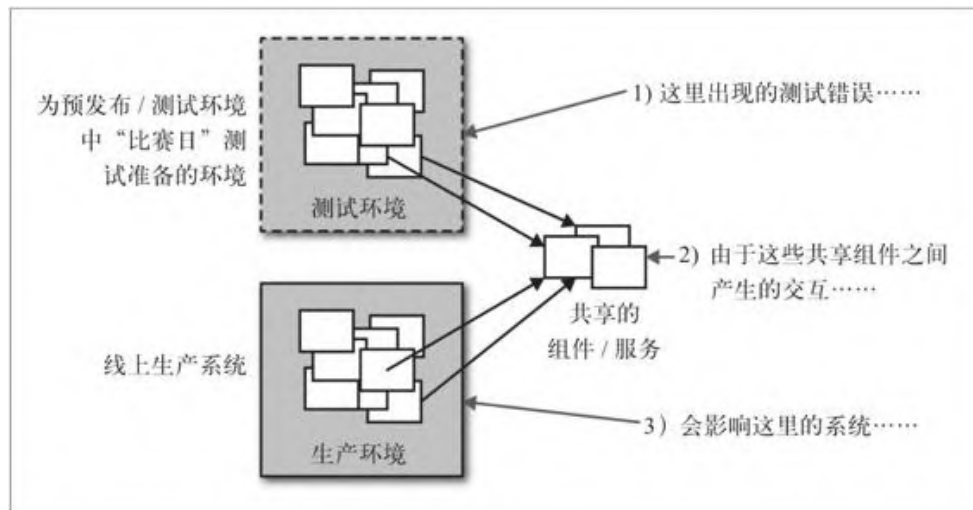 为预发布 / 测试环境
中“比赛日”测
试准备的环境
测试环境
1) 这里出现的测试错误……
2) 由于这些共享组件之间
产生的交互……
共享的
组件 / 服务
线上生产系统
生产环境
3）会影响这里的系统……